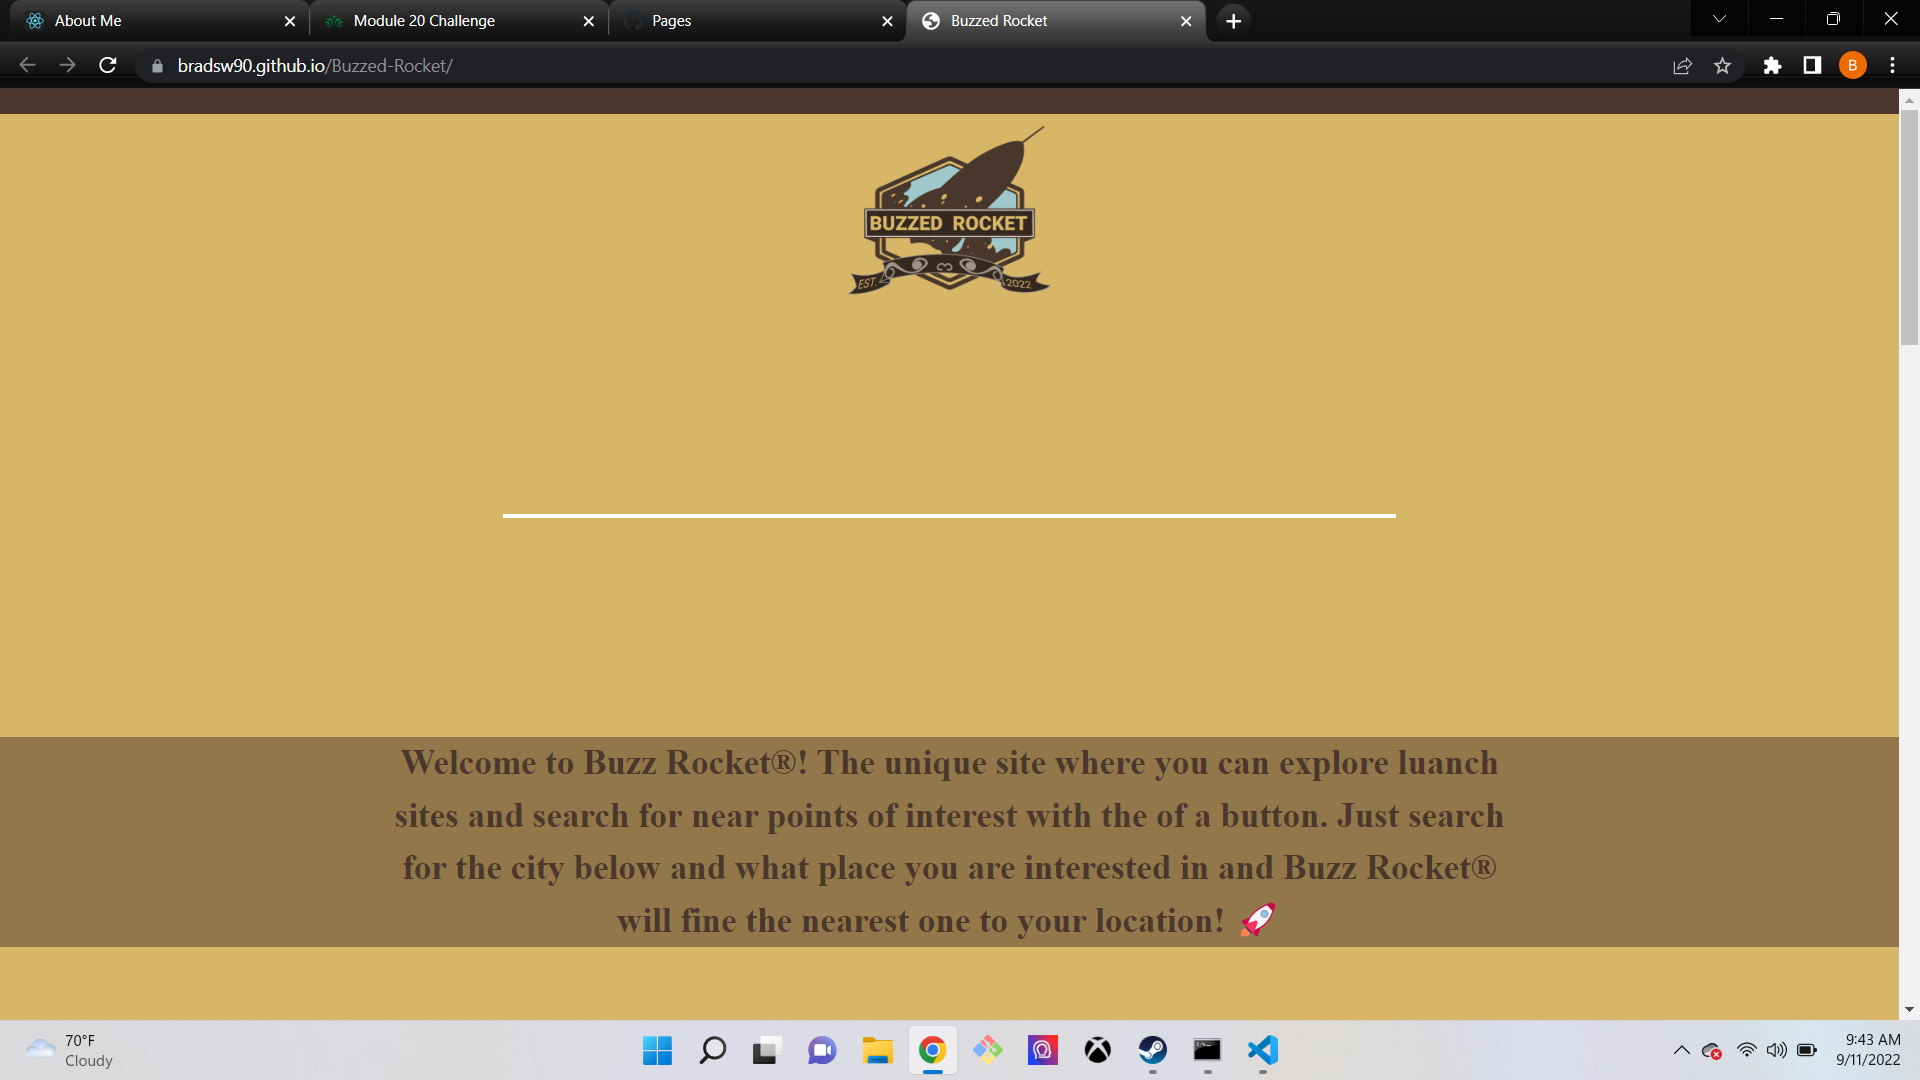 About Me
Module 20 Challenge
Pages
Buzzed Rocket
bradsw90.github.io/Buzzed-Rocket/
B
BUZZED ROCKET
EST. 2022
Welcome to Buzz Rocket®! The unique site where you can explore luanch
sites and search for near points of interest with the of a button. Just search
for the city below and what place you are interested in and Buzz Rocket®
will fine the nearest one to your location! 🚀
70°F
Cloudy
9:43 AM
9/11/2022